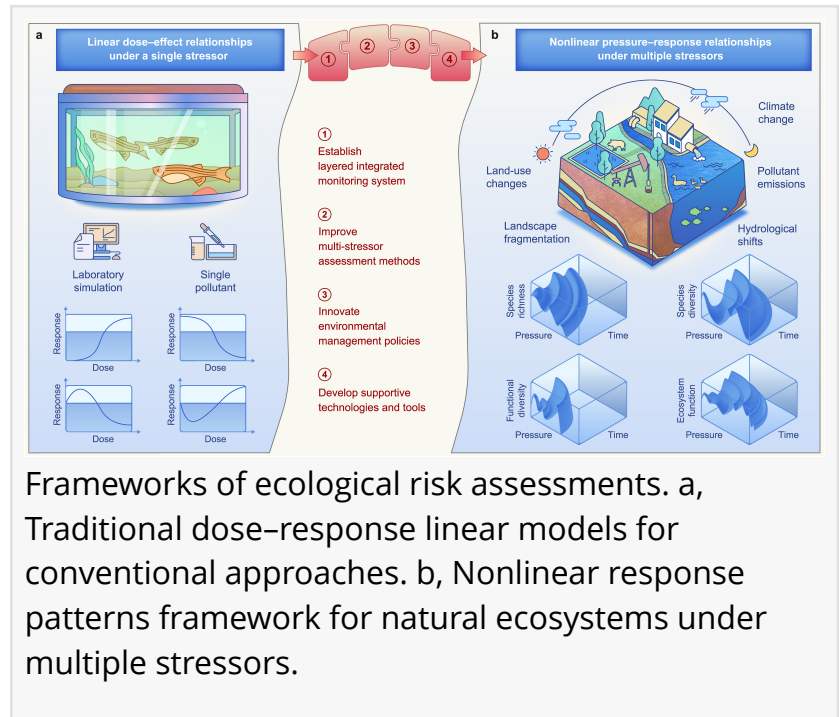 a
Linear dose–effect relationships
under a single stressor
Laboratory
simulation
Single
pollutant
Response
Dose
Response
Dose
Response
Dose
Response
Dose
1
2
3
4
1
Establish
layered integrated
monitoring system
2
Improve
multi-stressor
assessment methods
3
Innovate
environmental
management policies
4
Develop supportive
technologies and tools
b
Nonlinear pressure–response relationships
under multiple stressors
Climate
change
Land-use
changes
Pollutant
emissions
Landscape
fragmentation
Hydrological
shifts
Species
richness
Pressure
Time
Species
diversity
Pressure
Time
Functional
diversity
Pressure
Time
Ecosystem
function
Pressure
Time
Frameworks of ecological risk assessments. a,
Traditional dose–response linear models for
conventional approaches. b, Nonlinear response
patterns framework for natural ecosystems under
multiple stressors.